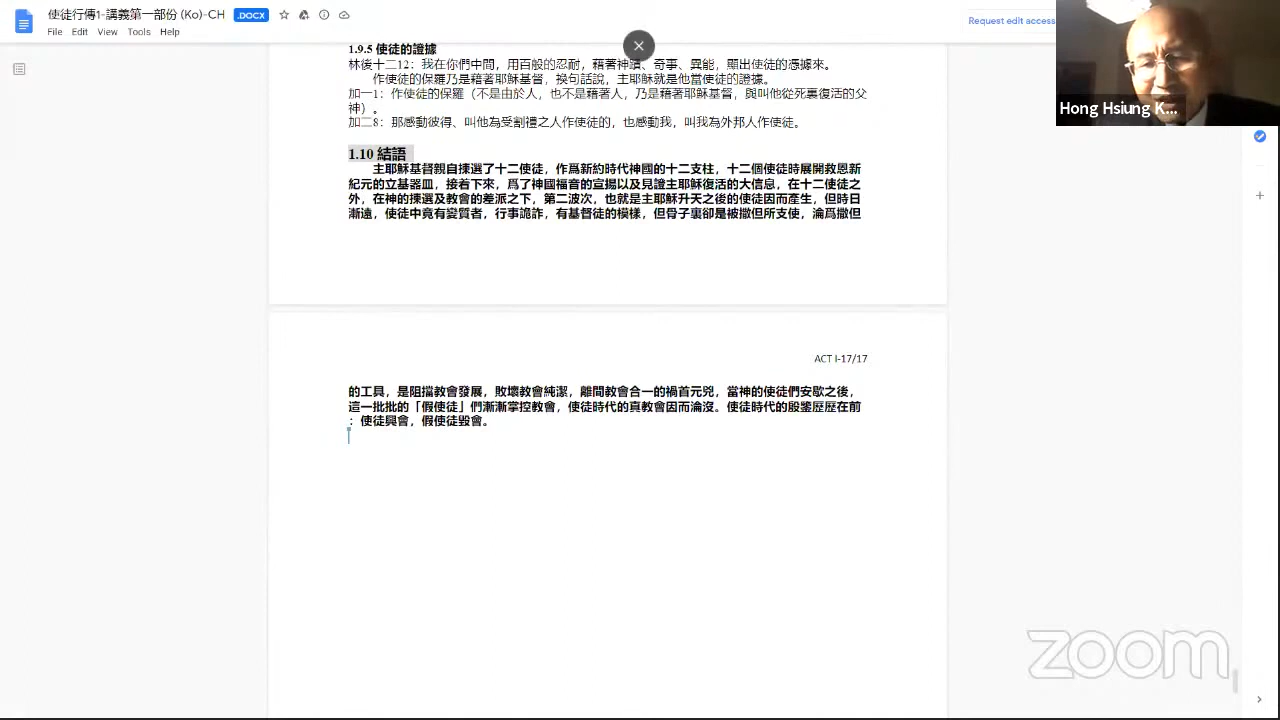 使徒行傳1-講義第一部份 (Ko)-CH .DOCX
File Edit View Tools Help
Request edit access
Hong Hsiung K...
1.9.5 使徒的證據
林後十二12：我在你們中間，用百般的忍耐，藉著神蹟、奇事、異能，顯出使徒的憑據來。
作使徒的保羅乃是藉著耶穌基督，換句話說，主耶穌就是他當使徒的證據。
加一1：作使徒的保羅（不是由於人，也不是藉著人，乃是藉著耶穌基督，與叫他從死裏復活的父
神）。
加二8：那感動彼得、叫他為受割禮之人作使徒的，也感動我，叫我為外邦人作使徒。
1.10 結語
主耶穌基督親自揀選了十二使徒，作爲新約時代神國的十二支柱，十二個使徒時展開救恩新
紀元的立基器皿，接着下來，爲了神國福音的宣揚以及見證主耶穌復活的大信息，在十二使徒之
外，在神的揀選及教會的差派之下，第二波次，也就是主耶穌升天之後的使徒因而產生，但時日
漸遠，使徒中竟有變質者，行事詭詐，有基督徒的模樣，但骨子裏卻是被撒但所支使，淪爲撒但
ACT I-17/17
的工具，是阻擋教會發展，敗壞教會純潔，離間教會合一的禍首元兇，當神的使徒們安歇之後，
這一批批的「假使徒」們漸漸掌控教會，使徒時代的真教會因而淪沒。使徒時代的殷鑒歷歷在前
：使徒興會，假使徒毀會。
zoom